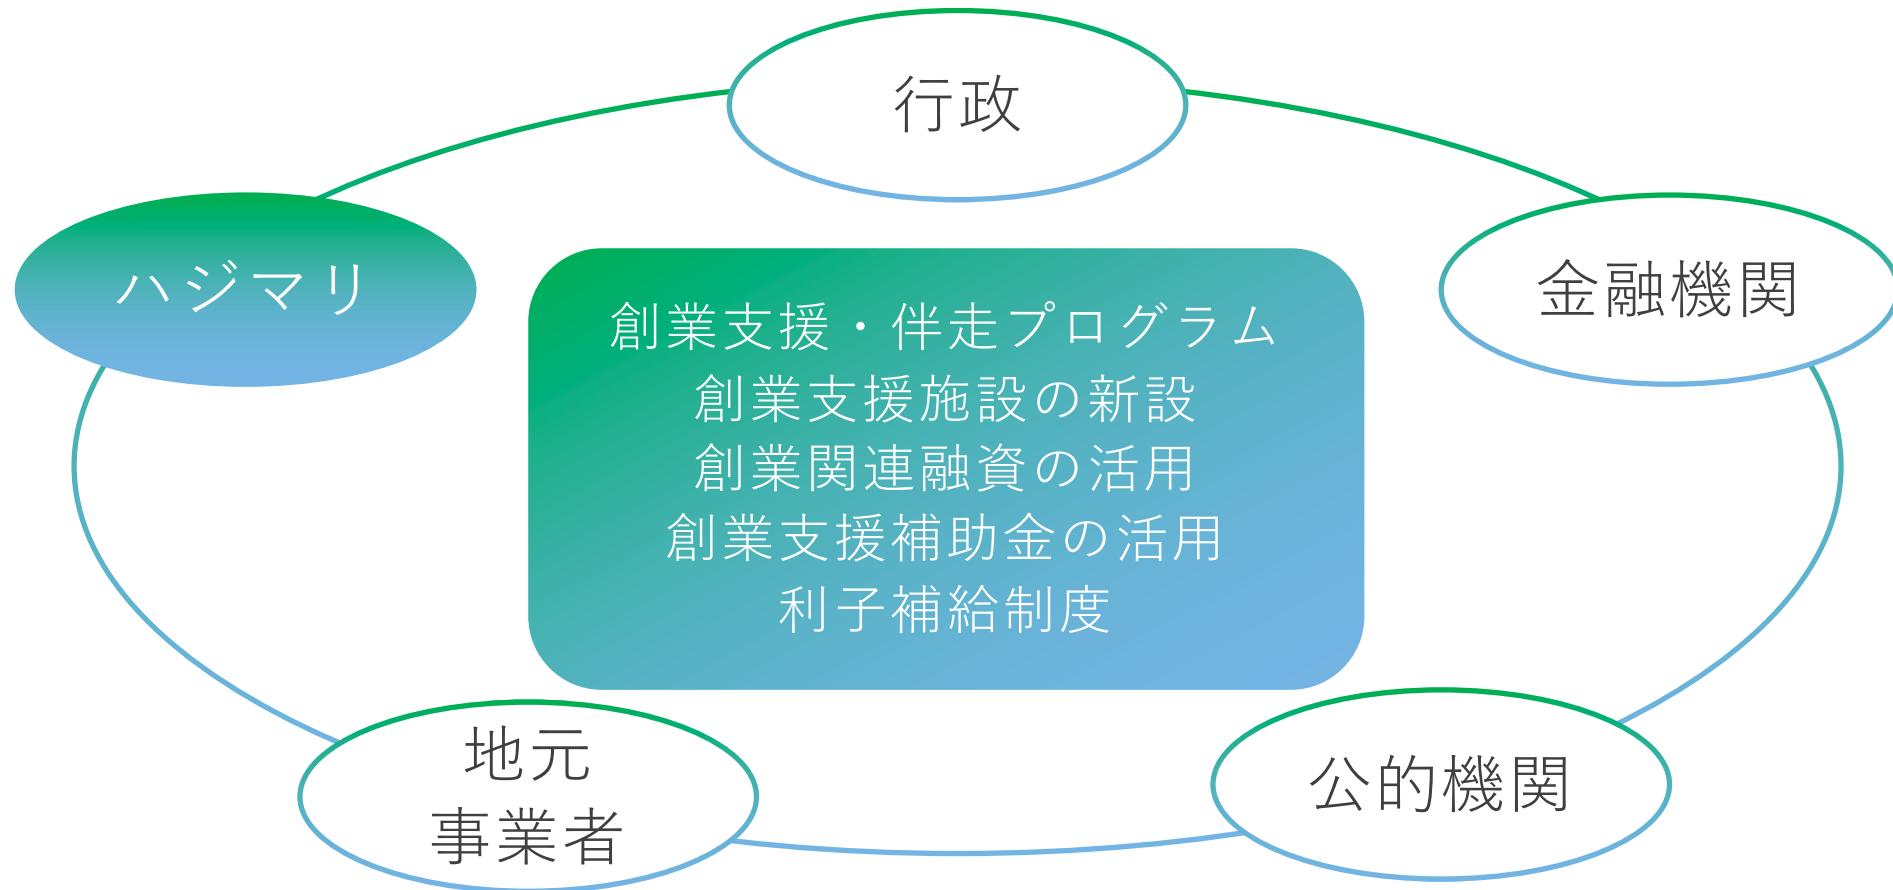 行政
ハジマリ
金融機関
創業支援・伴走プログラム
創業支援施設の新設
創業関連融資の活用
創業支援補助金の活用
利子補給制度
地元
事業者
公的機関